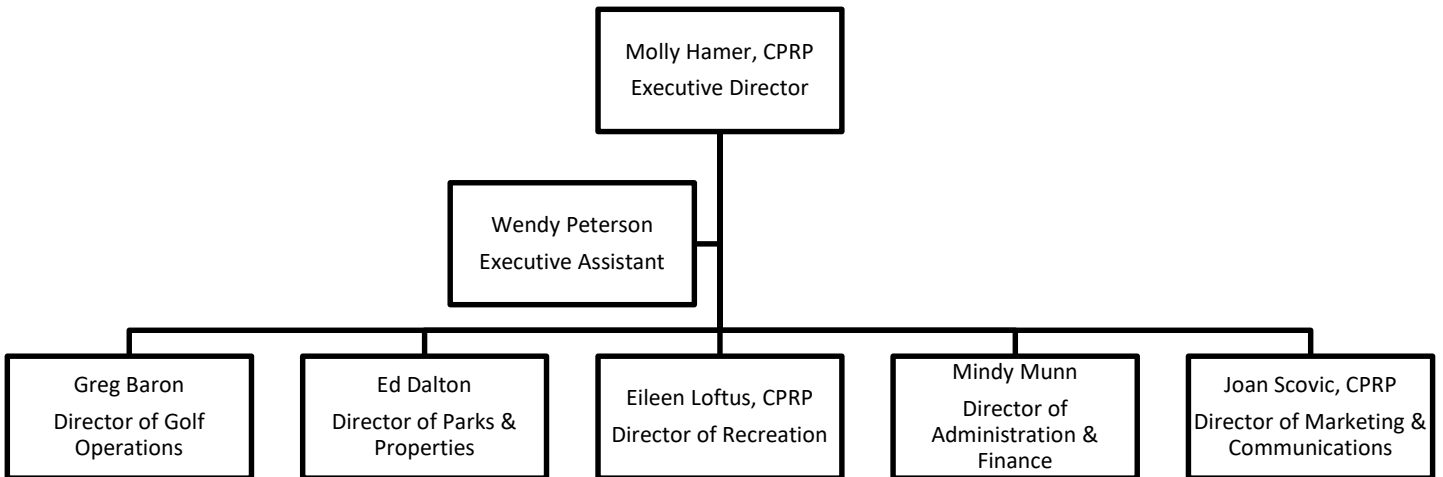 Molly Hamer, CPRP
Executive Director
Wendy Peterson
Executive Assistant
Greg Baron
Director of Golf
Operations
Ed Dalton
Director of Parks &
Properties
Eileen Loftus, CPRP
Director of Recreation
Mindy Munn
Director of
Administration &
Finance
Joan Scovic, CPRP
Director of Marketing &
Communications